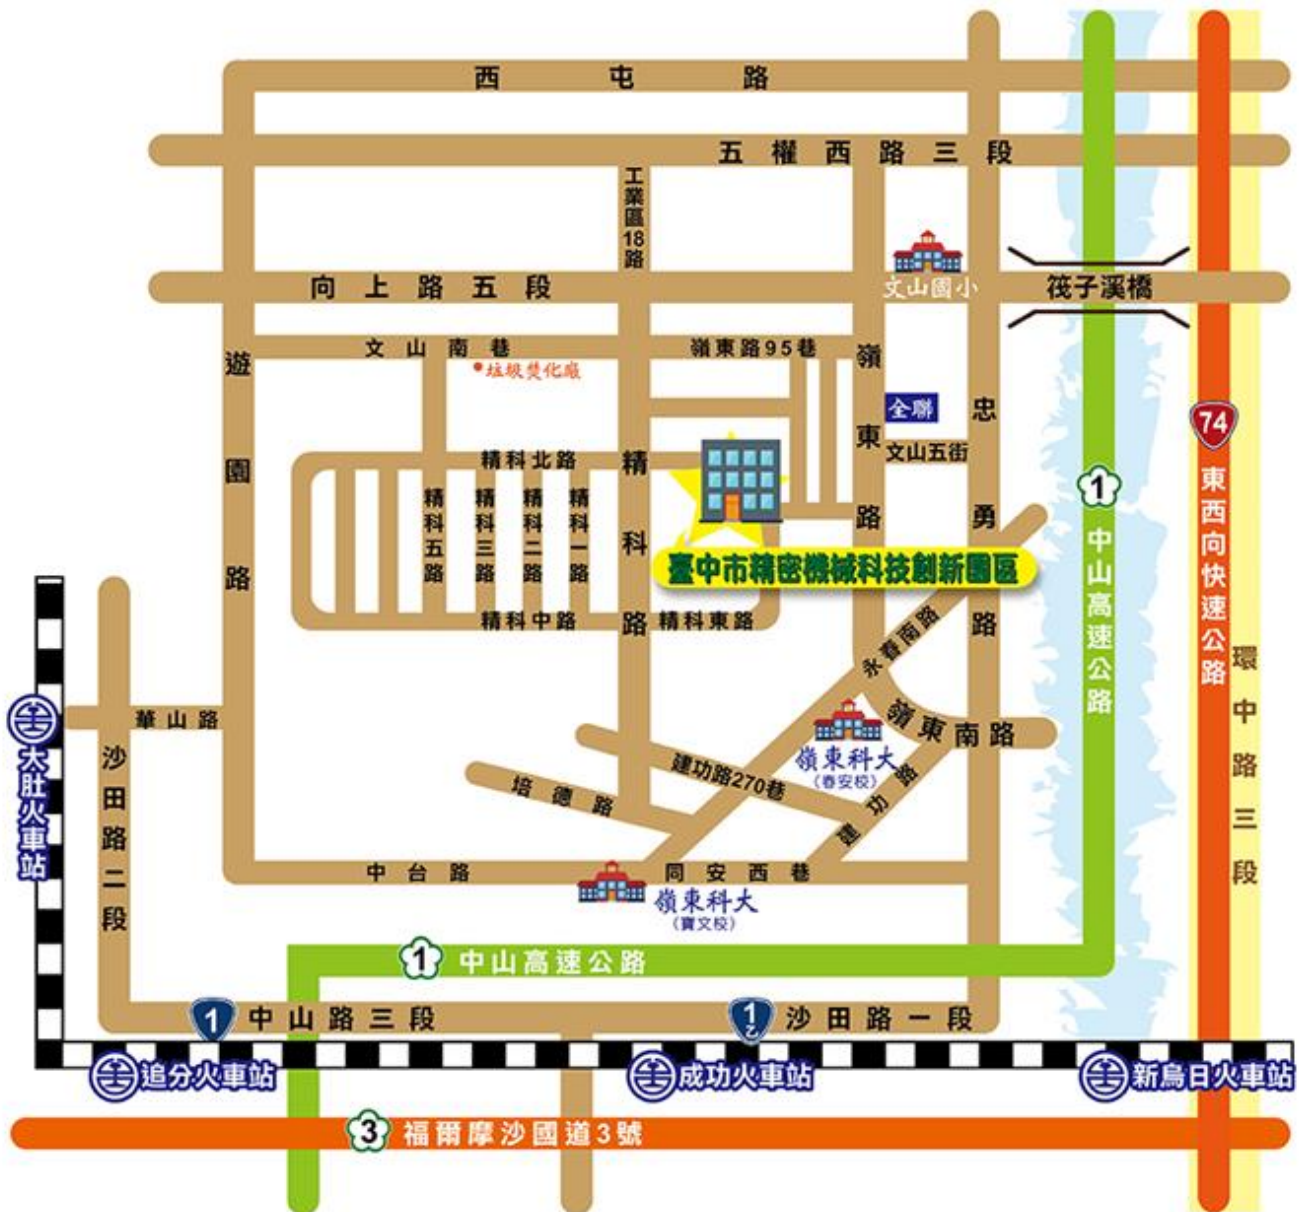 西屯路
五權西路三段
工業區18路
文山國小
向上路五段
筏子溪橋
文山南巷
嶺東路95巷
垃圾焚化廠
遊園路
嶺東路
全聯
忠勇路
74
文山五街
精科北路
精科路
精科五路
精科三路
精科二路
精科一路
1
中山高速公路
東西向快速公路
臺中市精密機械科技創新園區
精科中路
精科東路
永春南路
環中路三段
華山路
大肚火車站
沙田路二段
嶺東南路
嶺東科大
(春安校)
建功路270巷
培德路
建功路
中台路
同安西巷
嶺東科大
(寶文校)
1
中山高速公路
1
中山路三段
1乙
沙田路一段
追分火車站
成功火車站
新烏日火車站
3
福爾摩沙國道3號